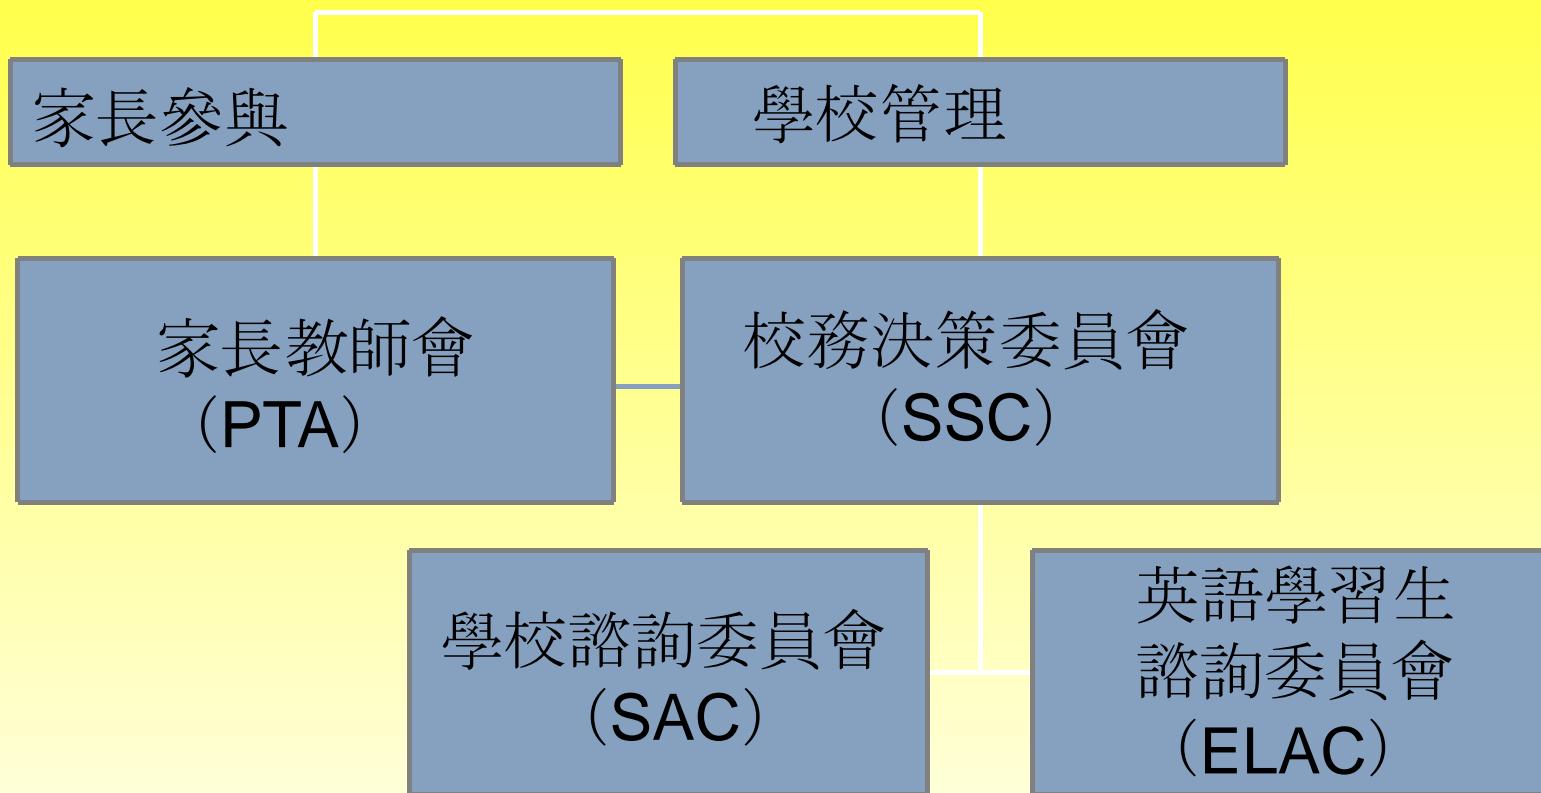 家長參與
學校管理
家長教師會
（PTA）
校務決策委員會
（SSC）
學校諮詢委員會
（SAC）
英語學習生
諮詢委員會
（ELAC）